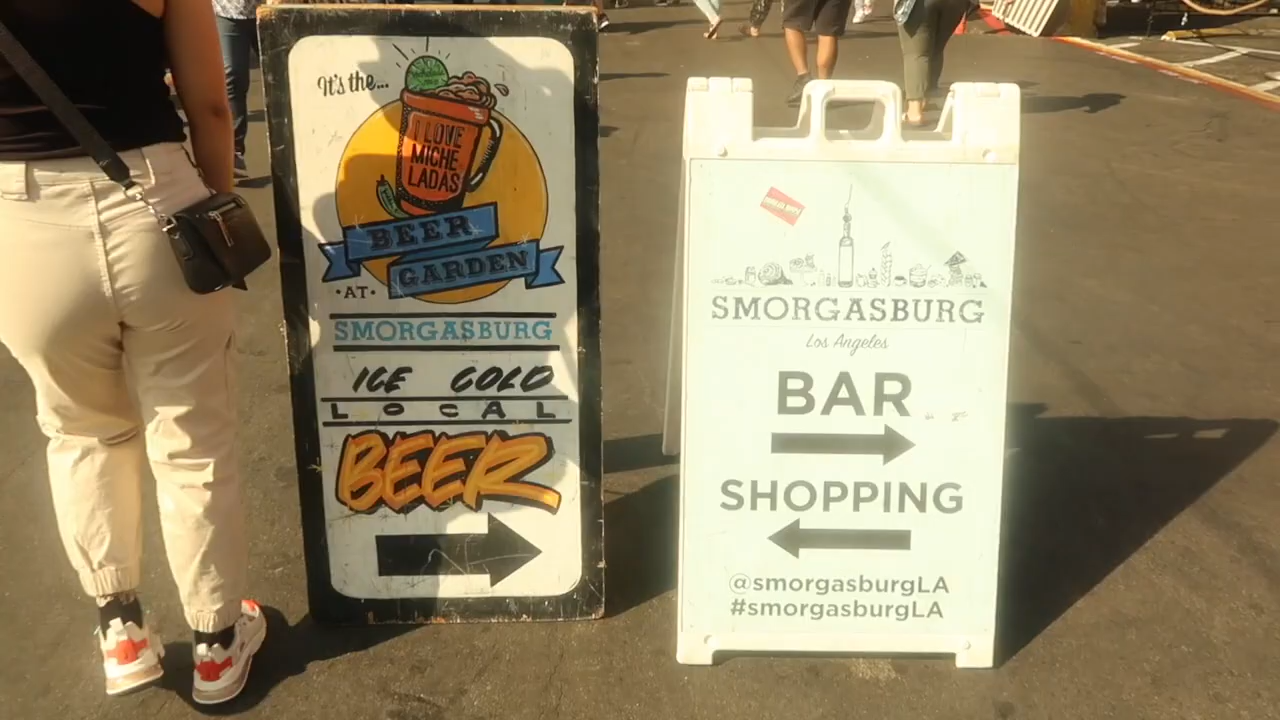 It's the...
I LOVE
MICHE
LADAS
BEER
GARDEN
·AT·
SMORGASBURG
ICE COLD
LOCAL
BEER
SMORGASBURG
Los Angeles
BAR
SHOPPING
@smorgasburgLA
#smorgasburgLA